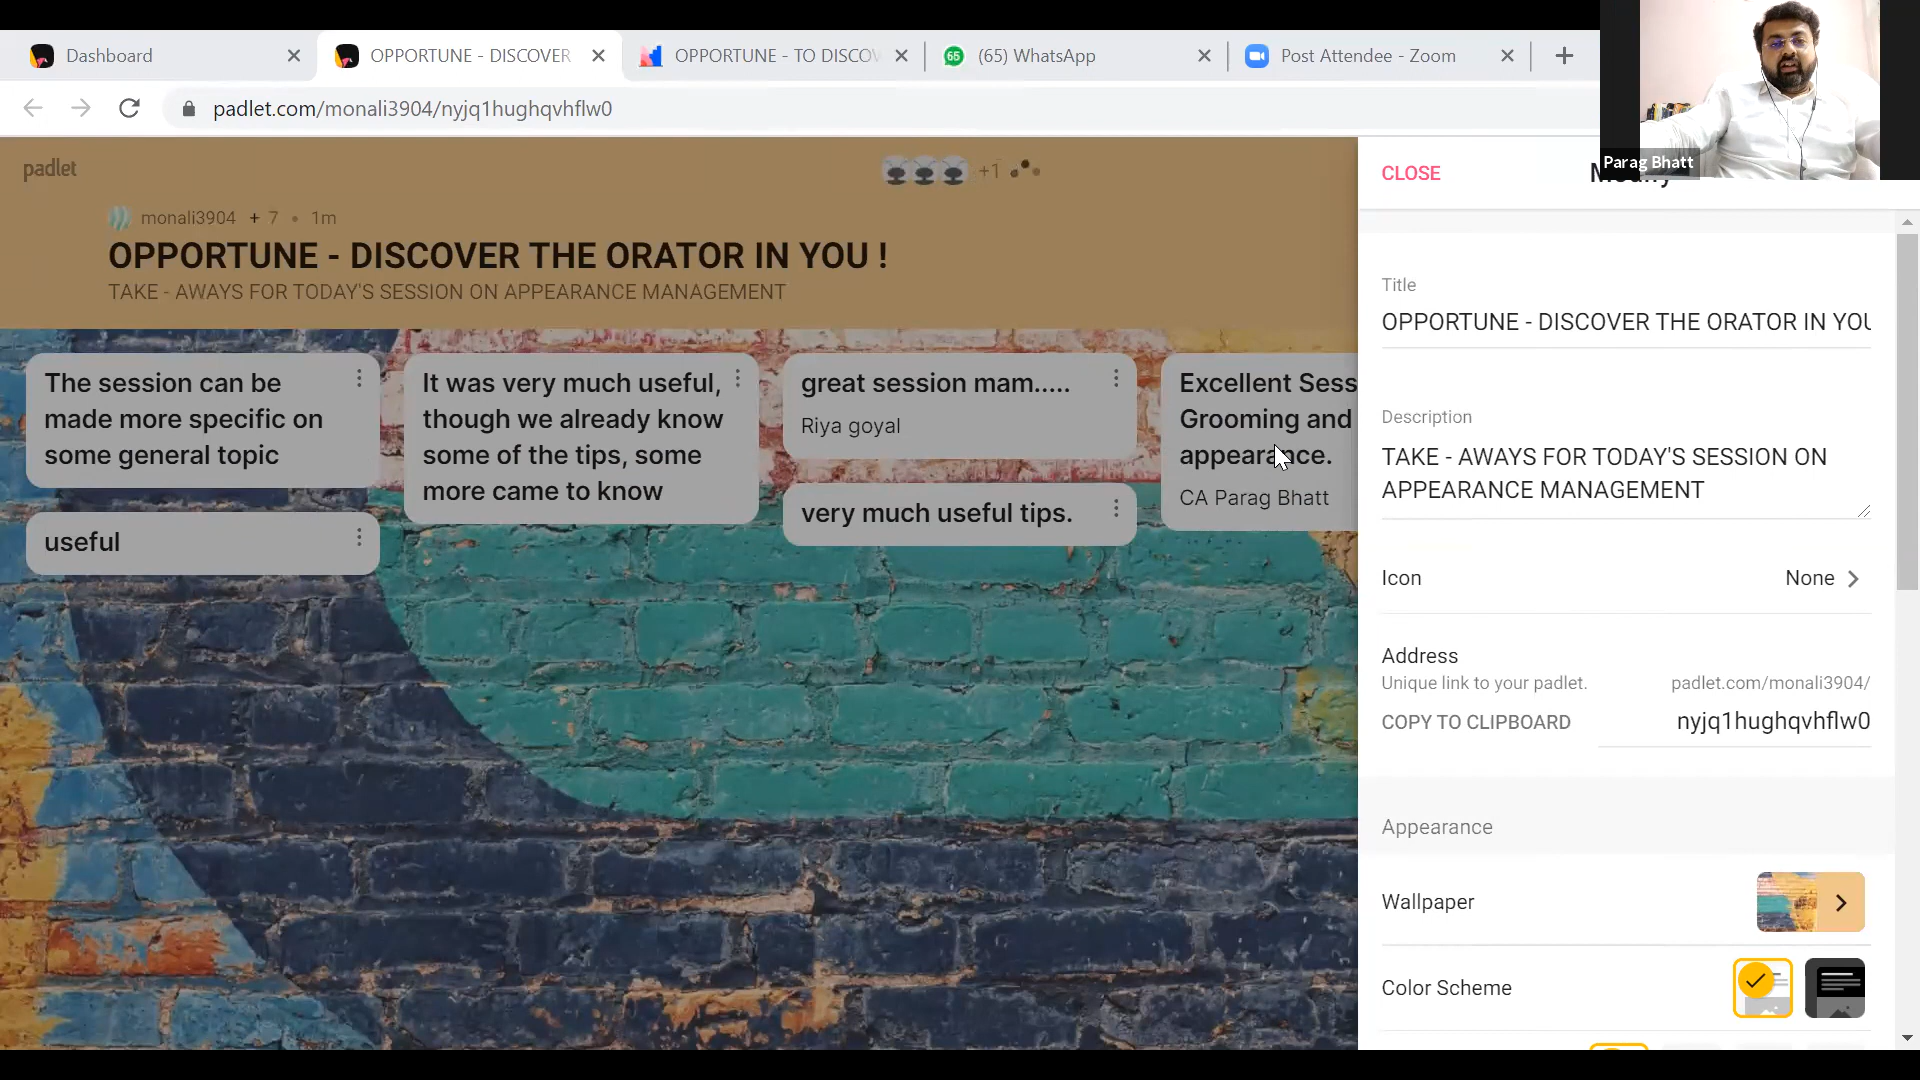 Dashboard
OPPORTUNE - DISCOVER
OPPORTUNE - TO DISCOV
65
(65) WhatsApp
Post Attendee - Zoom
padlet.com/monali3904/nyjq1hughqvhflw0
Parag Bhatt
padlet
+1
CLOSE
monali3904 + 7 • 1m
OPPORTUNE - DISCOVER THE ORATOR IN YOU !
TAKE - AWAYS FOR TODAY'S SESSION ON APPEARANCE MANAGEMENT
The session can be
made more specific on
some general topic
useful
It was very much useful,
though we already know
some of the tips, some
more came to know
great session mam.....
Riya goyal
very much useful tips.
Excellent Sess
Grooming and
appearance.
CA Parag Bhatt
Title
OPPORTUNE - DISCOVER THE ORATOR IN YOU
Description
TAKE - AWAYS FOR TODAY'S SESSION ON
APPEARANCE MANAGEMENT
Icon
None
Address
Unique link to your padlet.
padlet.com/monali3904/
COPY TO CLIPBOARD
nyjq1hughqvhflw0
Appearance
Wallpaper
Color Scheme